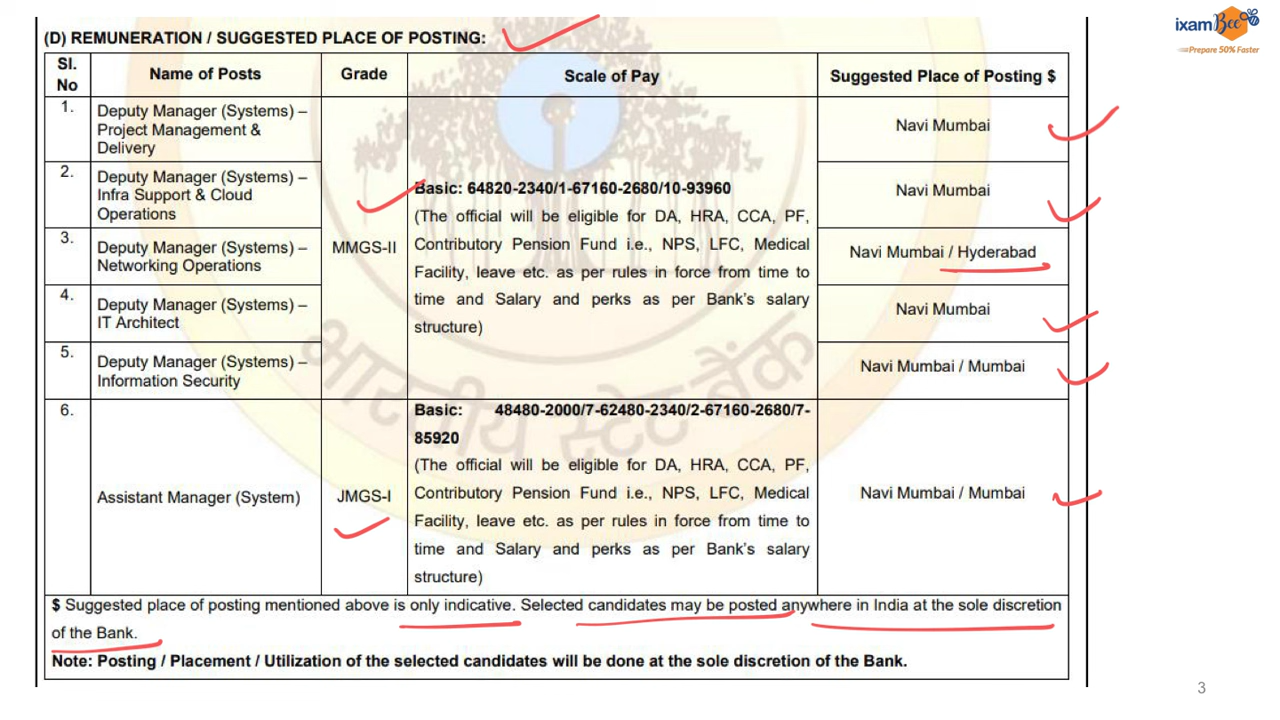 ixamBee
Prepare 50% Faster
(D) REMUNERATION / SUGGESTED PLACE OF POSTING:
Sl. No
Name of Posts
Grade
Scale of Pay
Suggested Place of Posting $
1.
Deputy Manager (Systems) –
Project Management &
Delivery
Navi Mumbai
2.
Deputy Manager (Systems) –
Infra Support & Cloud
Operations
Navi Mumbai
3.
Deputy Manager (Systems) –
Networking Operations
Navi Mumbai / Hyderabad
4.
Deputy Manager (Systems) –
IT Architect
Navi Mumbai
5.
Deputy Manager (Systems) –
Information Security
Navi Mumbai / Mumbai
MMGS-II
Basic: 64820-2340/1-67160-2680/10-93960
(The official will be eligible for DA, HRA, CCA, PF,
Contributory Pension Fund i.e., NPS, LFC, Medical
Facility, leave etc. as per rules in force from time to
time and Salary and perks as per Bank's salary
structure)
6.
Assistant Manager (System)
JMGS-I
Basic: 48480-2000/7-62480-2340/2-67160-2680/7-
85920
(The official will be eligible for DA, HRA, CCA, PF,
Contributory Pension Fund i.e., NPS, LFC, Medical
Facility, leave etc. as per rules in force from time to
time and Salary and perks as per Bank's salary
structure)
Navi Mumbai / Mumbai
$ Suggested place of posting mentioned above is only indicative. Selected candidates may be posted anywhere in India at the sole discretion
of the Bank.
Note: Posting / Placement / Utilization of the selected candidates will be done at the sole discretion of the Bank.
भारतीय स्टेट बैंक
3